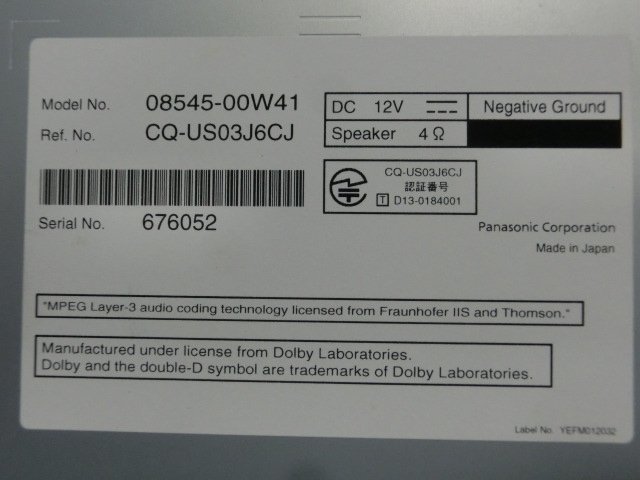 Model No. 08545-00W41
Ref. No. CQ-US03J6CJ
DC 12V
Negative Ground
Speaker 4 Ω
CQ-US03J6CJ
認証番号
T D13-0184001
Serial No. 676052
Panasonic Corporation
Made in Japan
"MPEG Layer-3 audio coding technology licensed from Fraunhofer IIS and Thomson."
Manufactured under license from Dolby Laboratories.
Dolby and the double-D symbol are trademarks of Dolby Laboratories.
Label No. YEFM012032